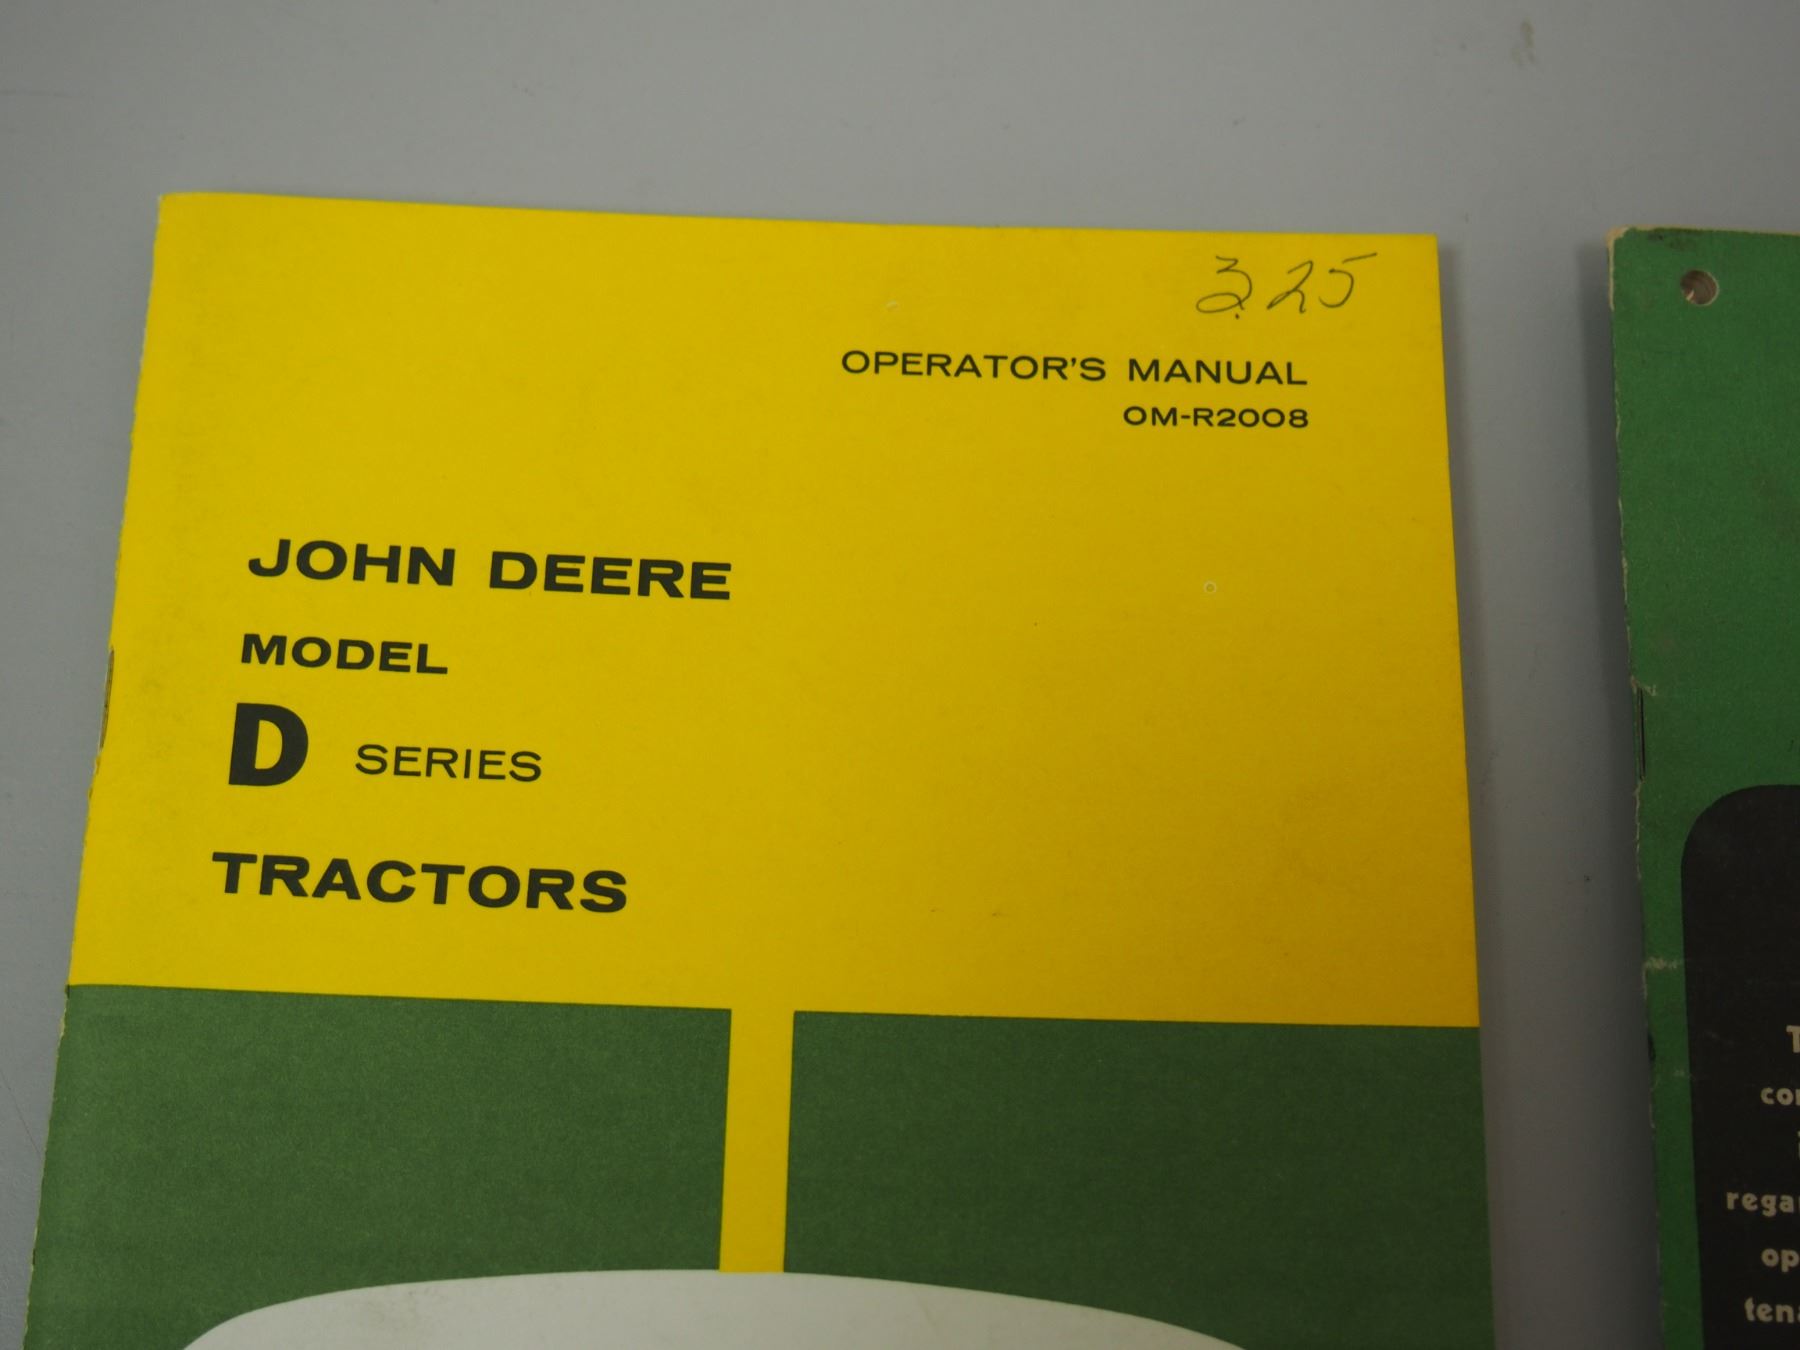 3.25
OPERATOR'S MANUAL
OM-R2008
JOHN DEERE
MODEL
D SERIES
TRACTORS